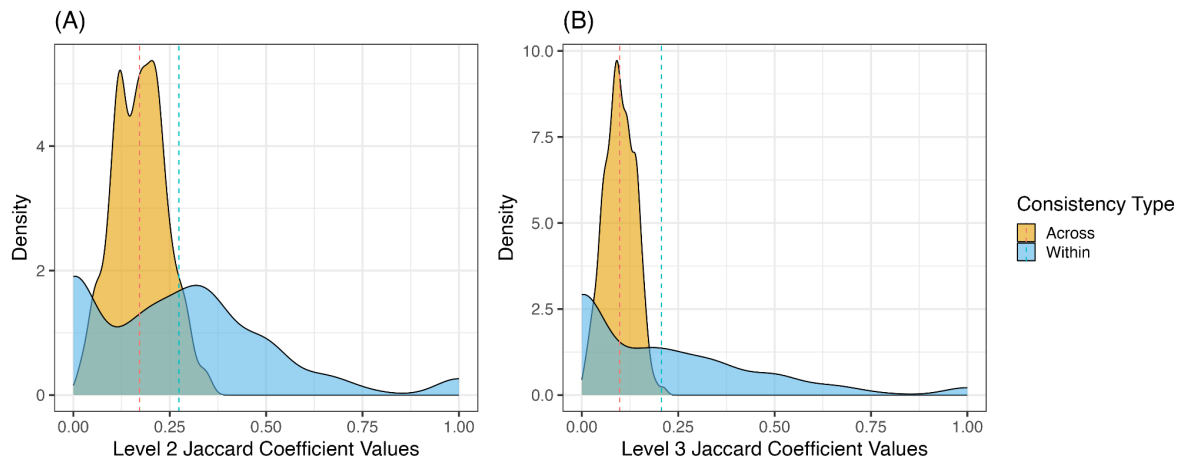 (A)
Density
4
2
0
0.00 0.25 0.50 0.75 1.00
Level 2 Jaccard Coefficient Values
(B)
Density
10.0
7.5
5.0
2.5
0.0
0.00 0.25 0.50 0.75 1.00
Level 3 Jaccard Coefficient Values
Consistency Type
Across
Within